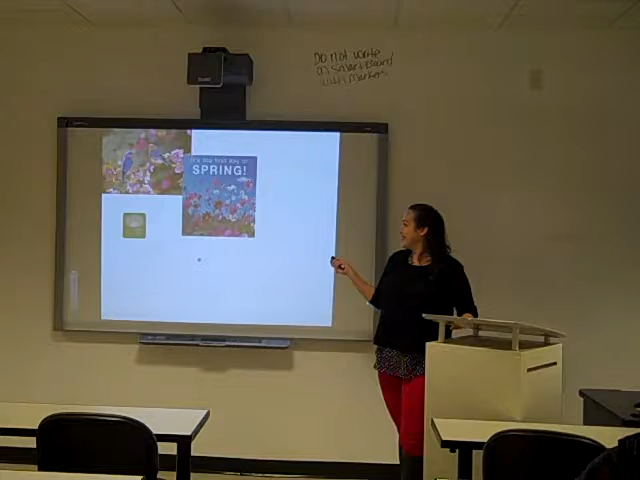 Do Not write
on Smart Board
with Markers
It's the first day of
SPRING!